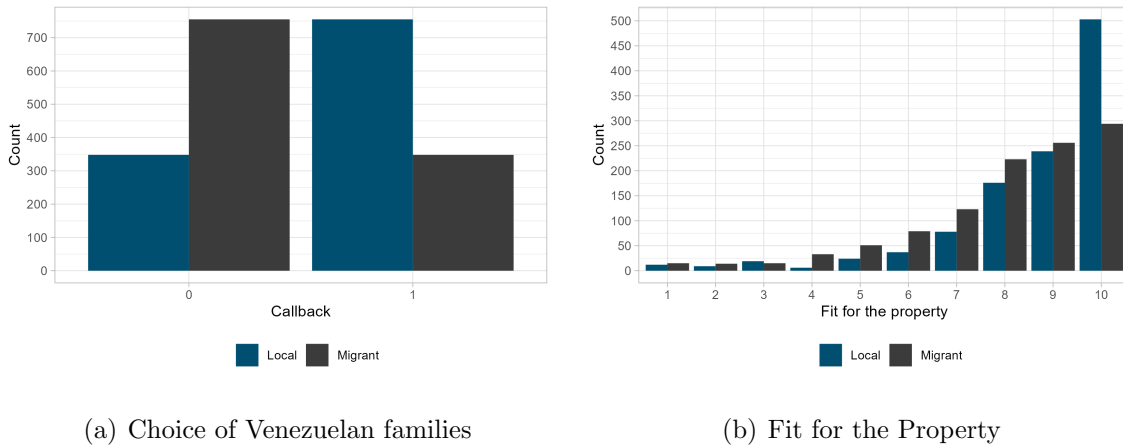 700
600
500
400
300
200
100
0
Count
0 1
Callback
Local Migrant
(a) Choice of Venezuelan families
500
450
400
350
300
250
200
150
100
50
0
Count
1 2 3 4 5 6 7 8 9 10
Fit for the property
Local Migrant
(b) Fit for the Property